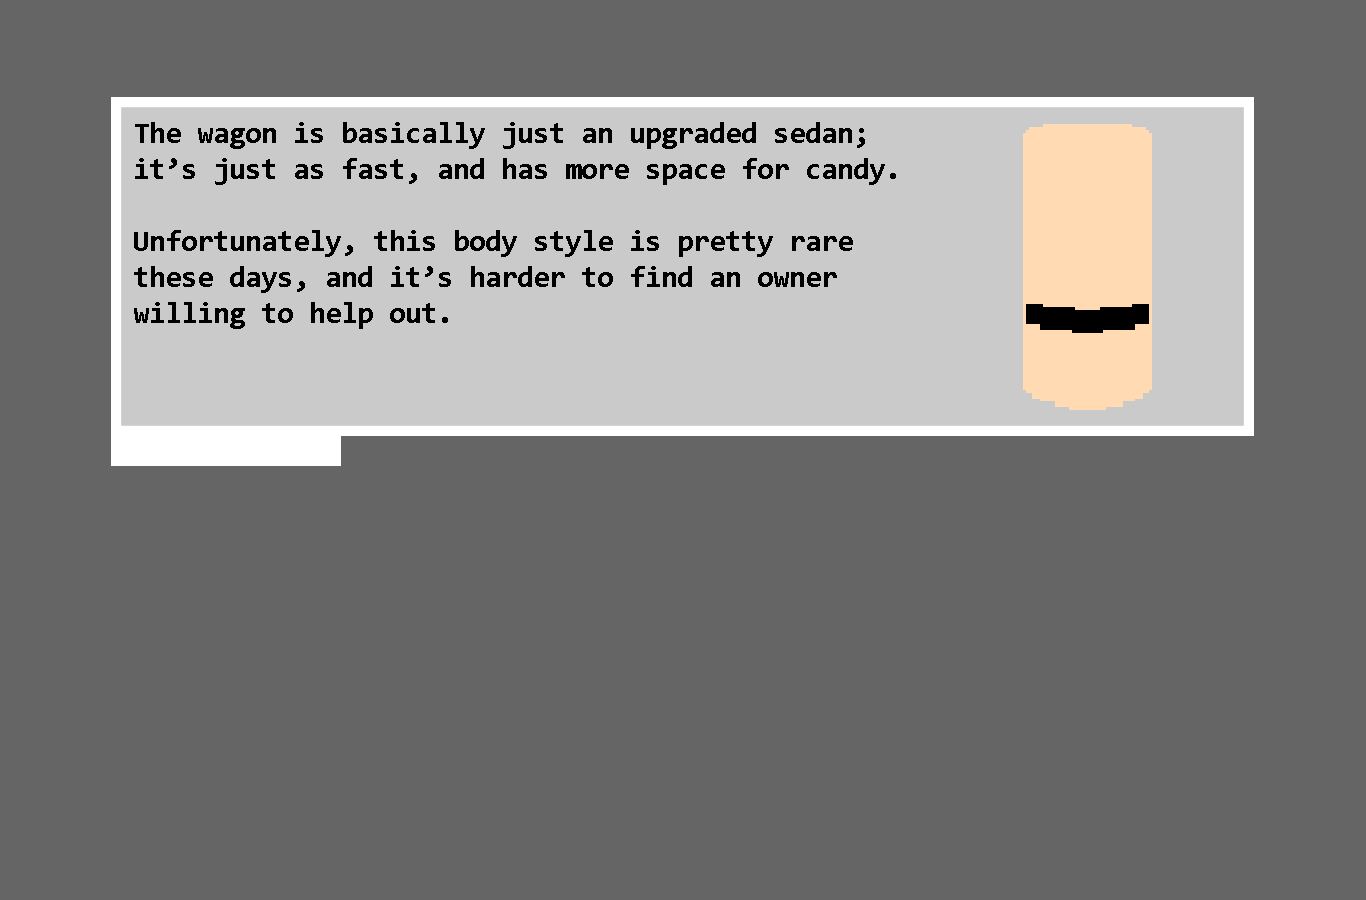 The wagon is basically just an upgraded sedan;
it’s just as fast, and has more space for candy.
Unfortunately, this body style is pretty rare
these days, and it’s harder to find an owner
willing to help out.